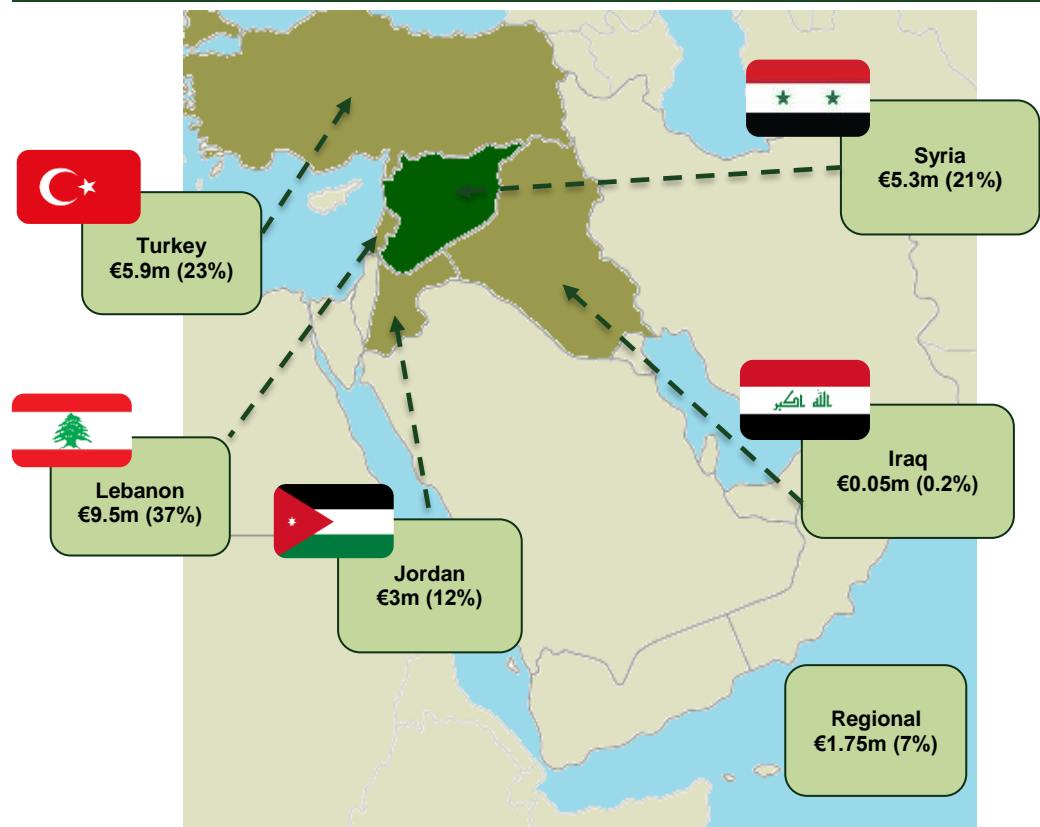 Syria
€5.3m (21%)
Turkey
€5.9m (23%)
الله اكبر
Iraq
€0.05m (0.2%)
Lebanon
€9.5m (37%)
Jordan
€3m (12%)
Regional
€1.75m (7%)